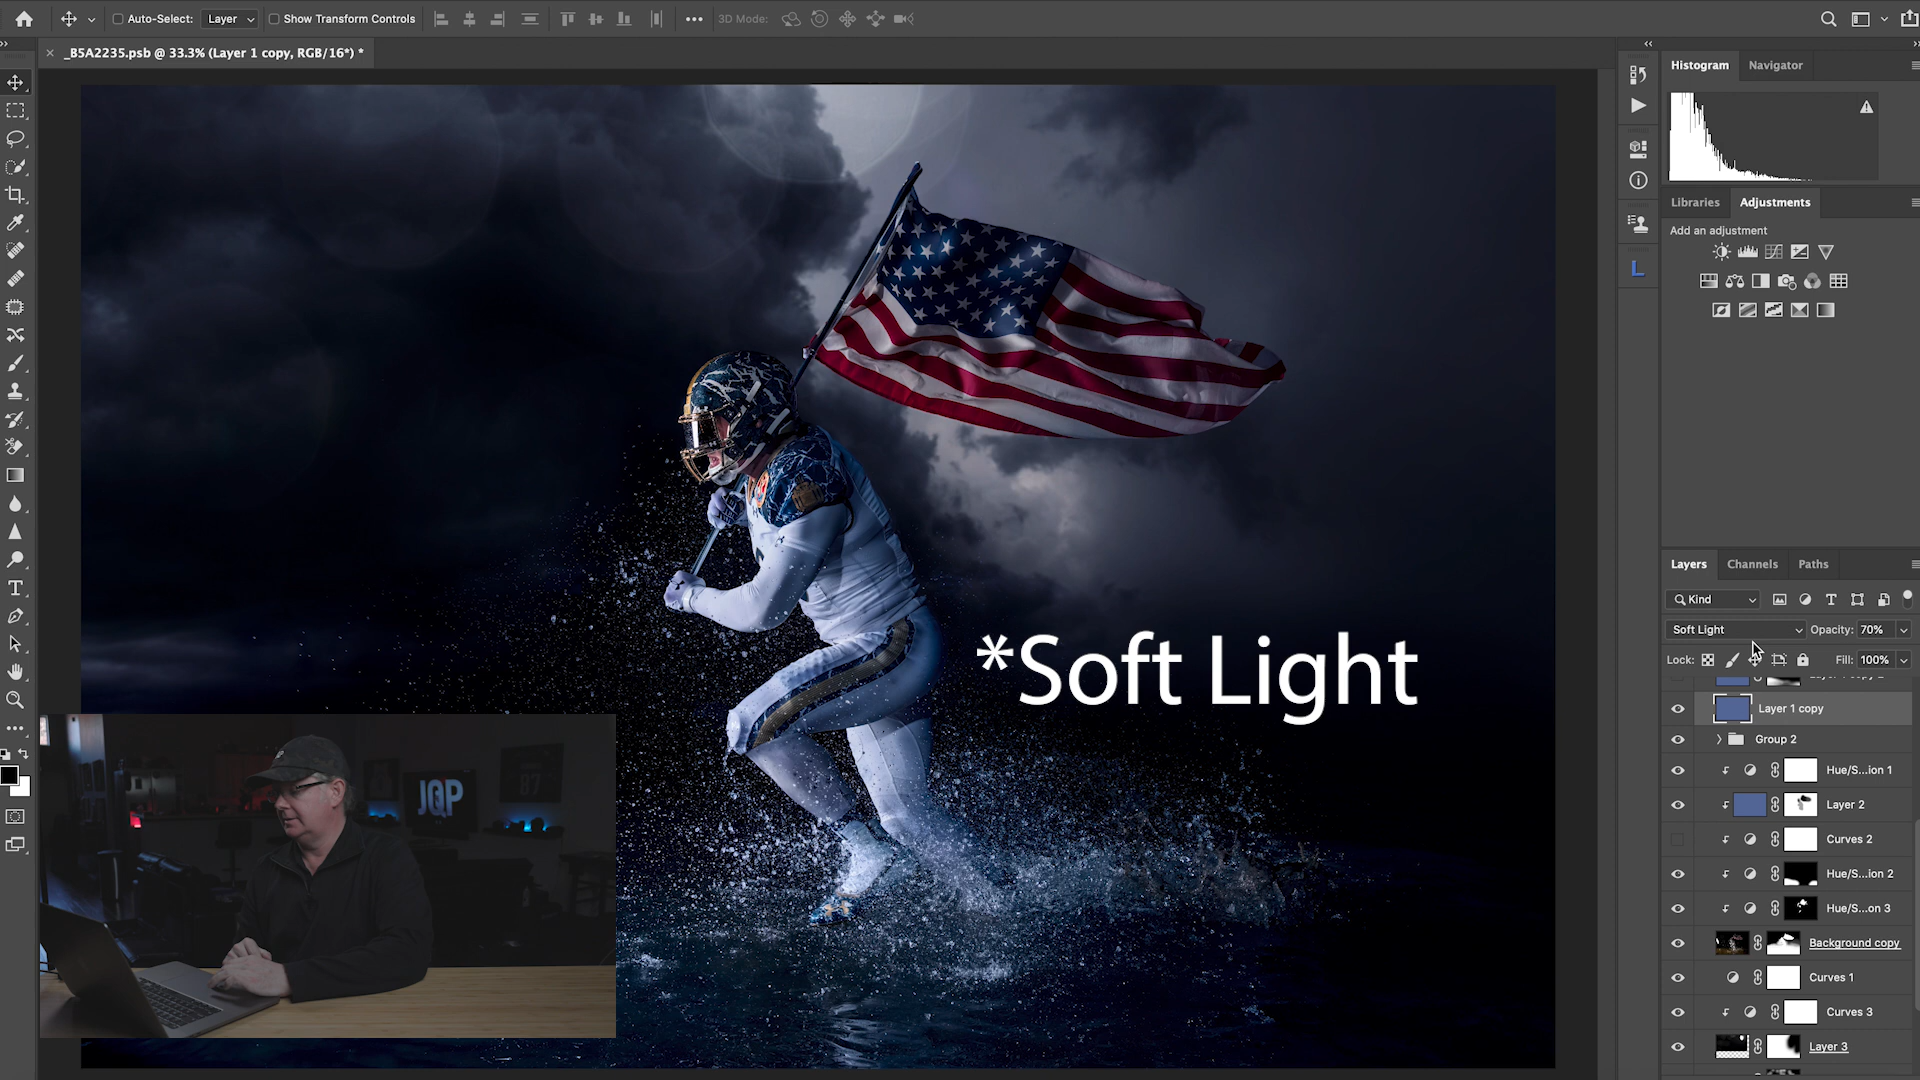 Auto-Select: Layer Show Transform Controls 3D Mode:
_B5A2235.psb @ 33.3% (Layer 1 copy, RGB/16*) *
Histogram Navigator
Libraries Adjustments
Add an adjustment
L
Layers Channels Paths
Kind
Soft Light Opacity: 70%
Lock: Fill: 100%
Layer 1 copy
Group 2
Hue/S...ion 1
Layer 2
Curves 2
Hue/S...ion 2
Hue/S...on 3
Background copy
Curves 1
Curves 3
Layer 3
*Soft Light
JQP
87